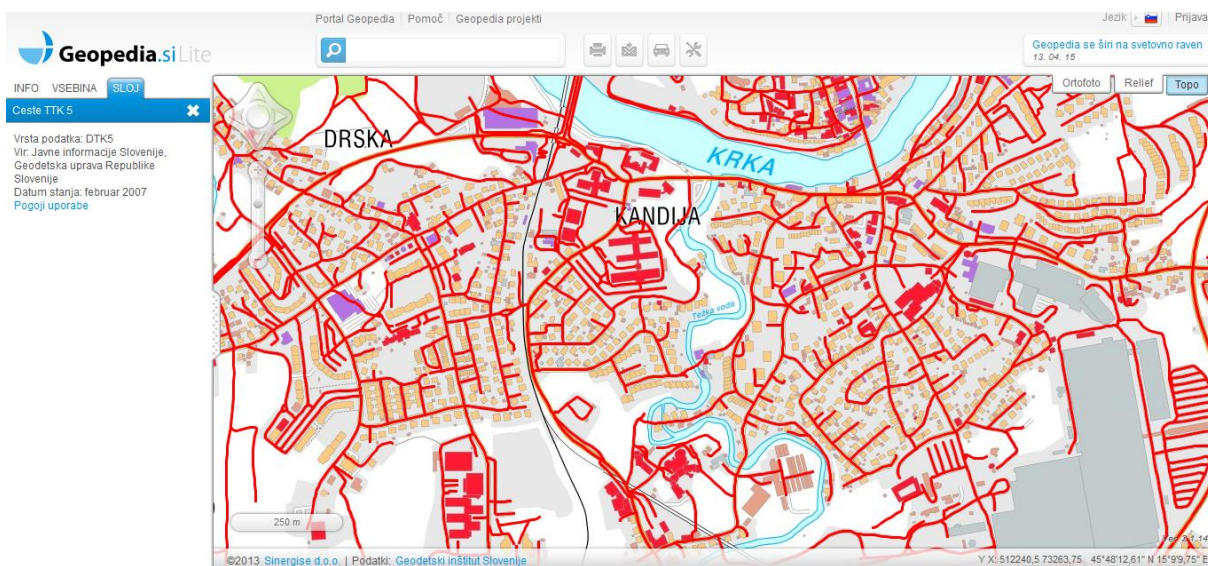 Portal Geopedia | Pomoč | Geopedia projekti
Jezik
Prijava
Geopedia.si Lite
Geopedia se širi na svetovno raven
13. 04. 15
INFO VSEBINA SLOJ
Ortofoto Relief Topo
Ceste TTK 5
Vrsta podatka: DTK5
Vir: Javne informacije Slovenije,
Geodetska uprava Republike
Slovenije
Datum stanja: februar 2007
Pogoji uporabe
DRSKA
KRKA
KANDIJA
Težka voda
250 m
©2013 Sinergise d.o.o. | Podatki: Geodetski inštitut Slovenije
Y X: 512240,5 73263,75 45°48'12,61" N 15°9'9,75" E